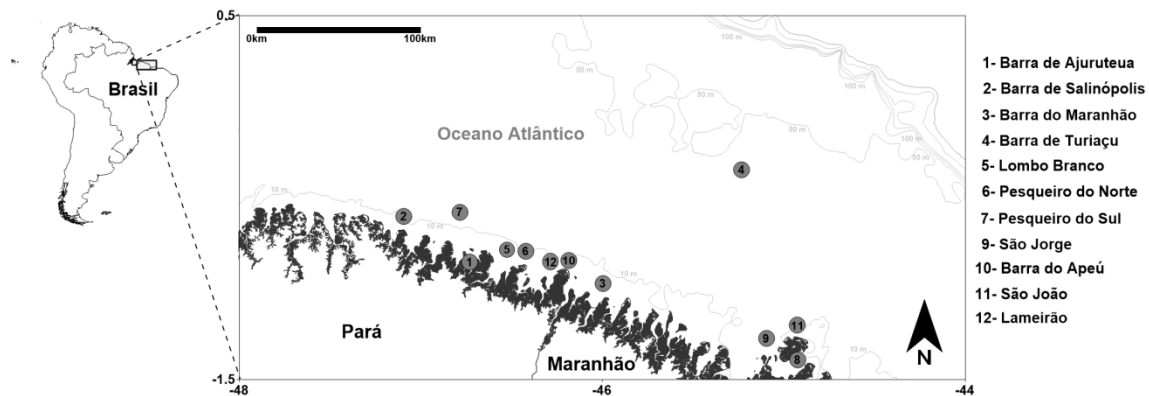 Brasil
0.5
-1.5
-48
-46
-44
0km
100km
Oceano Atlântico
50 m
50 m
50 m
50 m
100 m
100 m
100 m
10 m
10 m
10 m
10 m
10 m
1
2
3
4
5
6
7
8
9
10
11
12
Pará
Maranhão
N
1- Barra de Ajuruteua
2- Barra de Salinópolis
3- Barra do Maranhão
4- Barra de Turiaçu
5- Lombo Branco
6- Pesqueiro do Norte
7- Pesqueiro do Sul
9- São Jorge
10- Barra do Apeú
11- São João
12- Lameirão